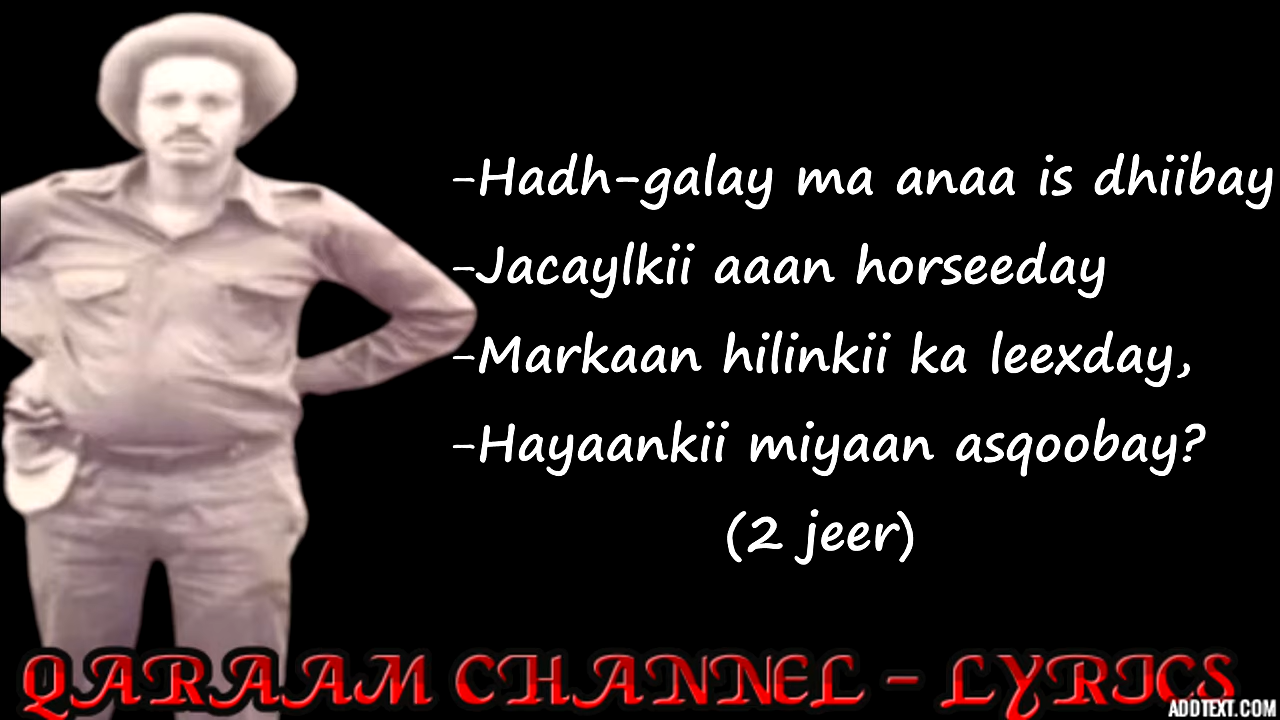 -Hadh-galay ma anaa is dhiibay
-Jacaylkii aaan horseeday
-Markaan hilinkii ka leexday,
-Hayaankii miyaan asqoobay?
(2 jeer)
QARAAM CHANNEL - LYRICS
ADDTEXT.COM